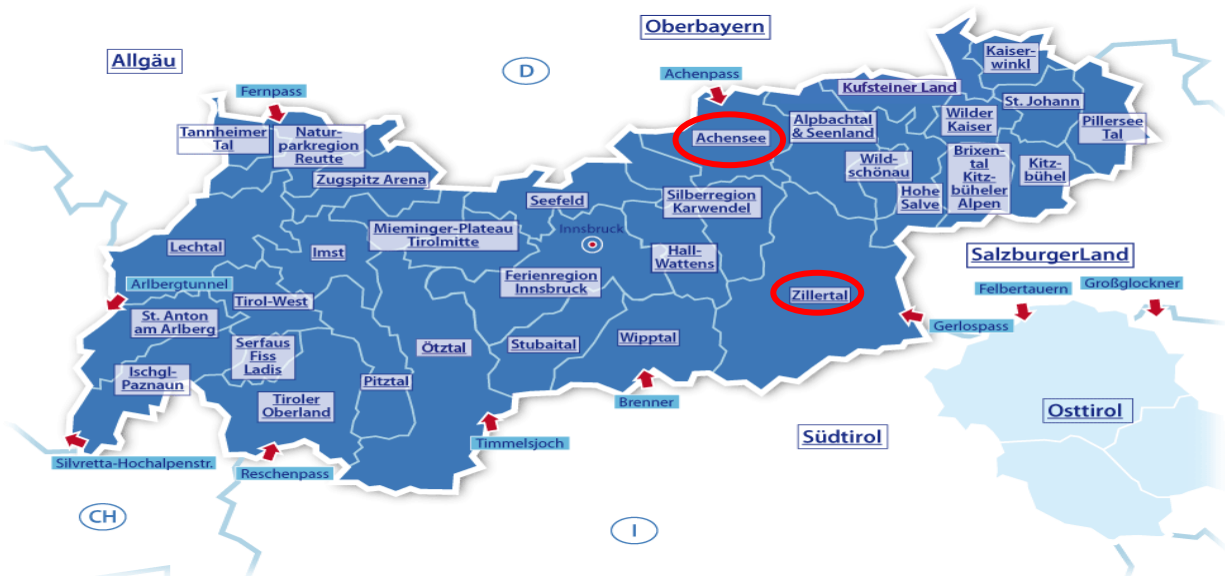 Oberbayern
Allgäu
D
Achenpass
Fernpass
Kaiser-
winkl
Kufsteiner Land
St. Johann
Tannheimer
Tal
Natur-
parkregion
Reutte
Achensee
Alpbachtal
& Seenland
Wilder
Kaiser
Pillersee
Tal
Zugspitz Arena
Wild-
schönau
Brixen-
tal
Kitz-
büheler
Alpen
Kitz-
bühel
Hohe
Salve
Seefeld
Silberregion
Karwendel
Mieminger-Plateau
Tirolmitte
Innsbruck
Lechtal
Imst
Hall-
Wattens
SalzburgerLand
Ferienregion
Innsbruck
Arlbergtunnel
Tirol-West
Zillertal
Felbertauern
Großglockner
St. Anton
am Arlberg
Gerlospass
Serfaus
Fiss
Ladis
Ötztal
Stubaital
Wipptal
Ischgl-
Paznaun
Pitztal
Tiroler
Oberland
Brenner
Osttirol
Südtirol
Timmelsjoch
Silvretta-Hochalpenstr.
Reschenpass
CH
I